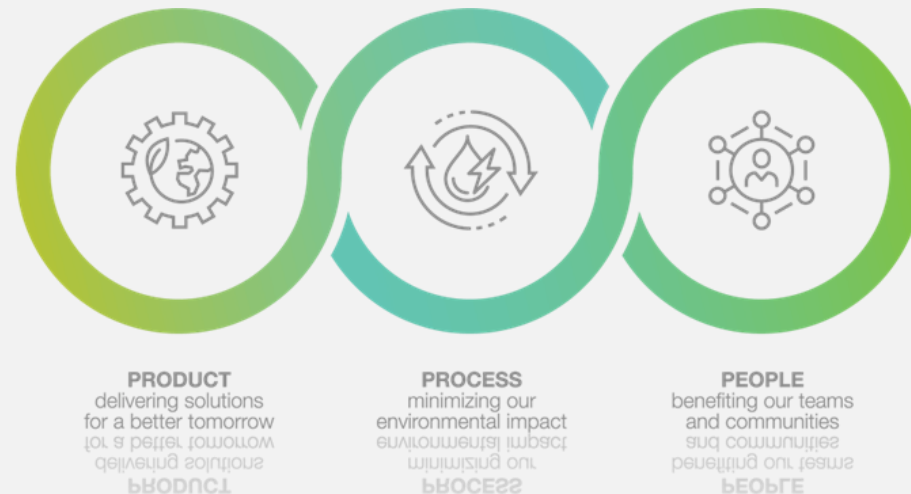 PRODUCT
delivering solutions
for a better tomorrow
PROCESS
minimizing our
environmental impact
PEOPLE
benefiting our teams
and communities